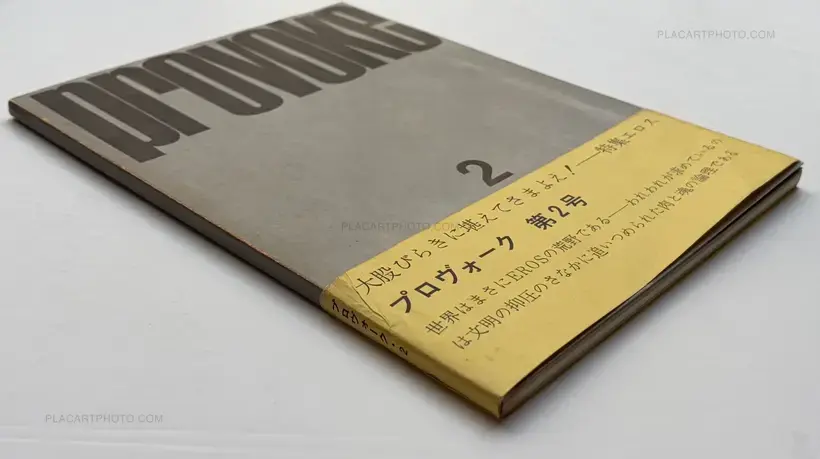 PLACARTPHOTO.COM
provoke
2
大股びらきに堪えてさまよえ!——特集エロス
PLACARTPHOTO.COM
プロヴォーク 第2号
世界はまさにEROSの荒野である——われわれが求めているの
は文明の抑圧のさなかに追いつめられた肉と魂の論理である
プロヴォーク・2
PLACARTPHOTO.COM